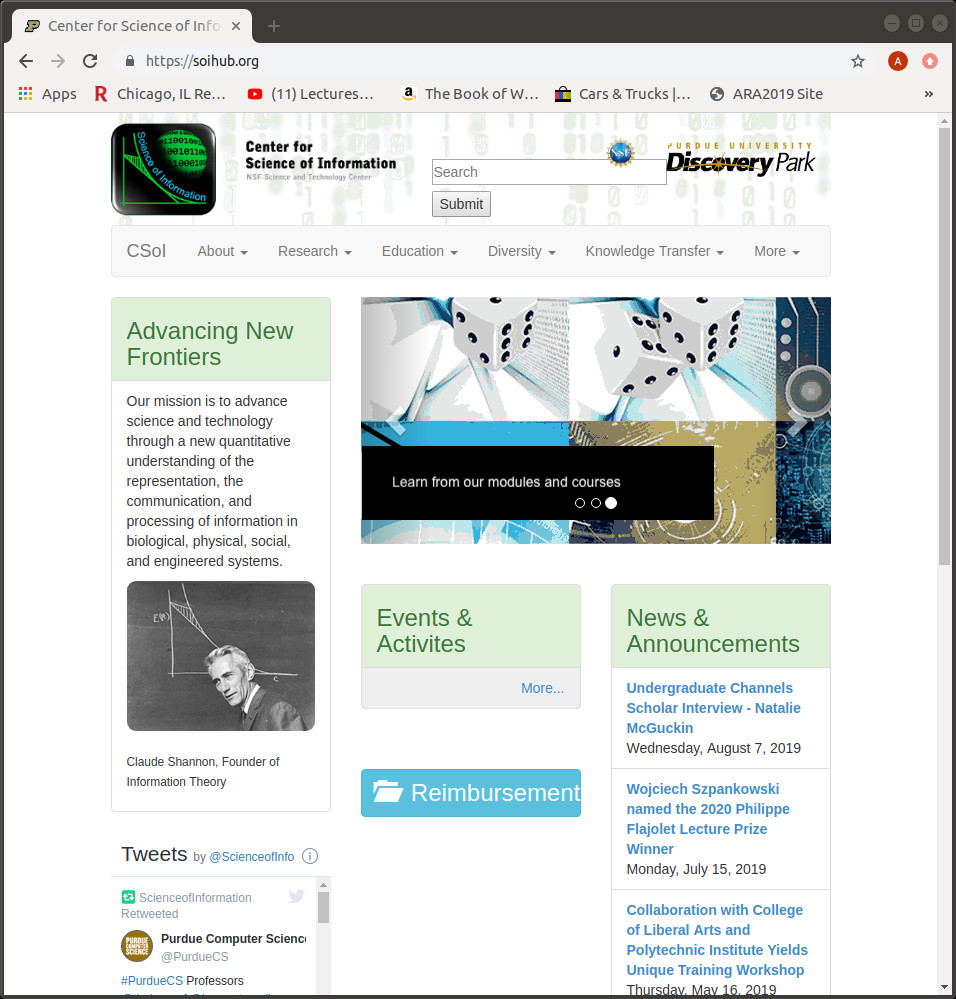 Center for Science of Info
https://soihub.org
A
Apps
Chicago, IL Re...
(11) Lectures...
The Book of W...
Cars & Trucks |...
ARA2019 Site
»
Science of Information
Center for
Science of Information
NSF Science and Technology Center
Search
Submit
NSF
PURDUE UNIVERSITY
Discovery Park
CSoI
About
Research
Education
Diversity
Knowledge Transfer
More
Advancing New
Frontiers
Our mission is to advance
science and technology
through a new quantitative
understanding of the
representation, the
communication, and
processing of information in
biological, physical, social,
and engineered systems.
E(R)
C
Claude Shannon, Founder of
Information Theory
Learn from our modules and courses
Events &
Activites
More...
Reimbursement
News &
Announcements
Undergraduate Channels
Scholar Interview - Natalie
McGuckin
Wednesday, August 7, 2019
Wojciech Szpankowski
named the 2020 Philippe
Flajolet Lecture Prize
Winner
Monday, July 15, 2019
Collaboration with College
of Liberal Arts and
Polytechnic Institute Yields
Unique Training Workshop
Thursday, May 16, 2019
Tweets by @ScienceofInfo
ScienceofInformation
Retweeted
PURDUE
COMPUTER
SCIENCE
Purdue Computer Science
@PurdueCS
#PurdueCS Professors